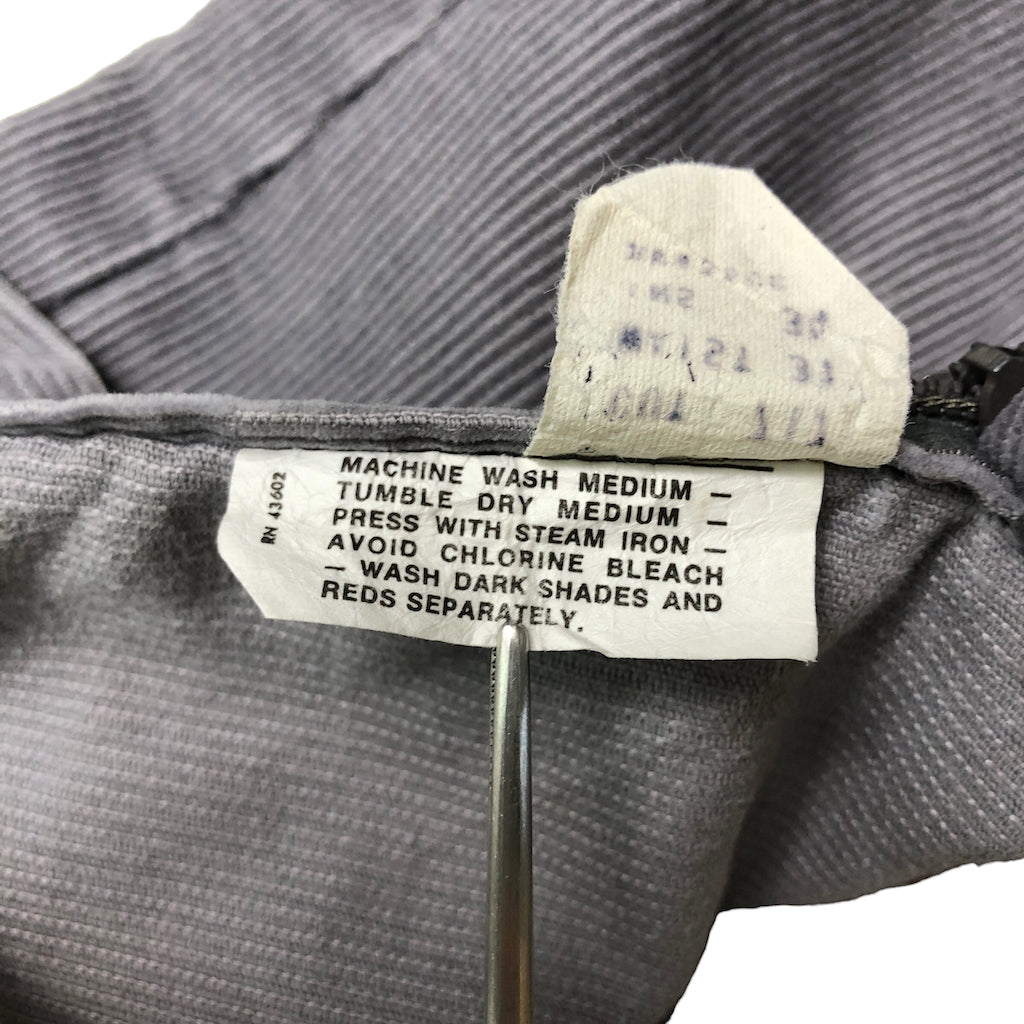 MACHINE WASH MEDIUM –
TUMBLE DRY MEDIUM –
PRESS WITH STEAM IRON –
AVOID CHLORINE BLEACH
– WASH DARK SHADES AND
REDS SEPARATELY.
RN 43602